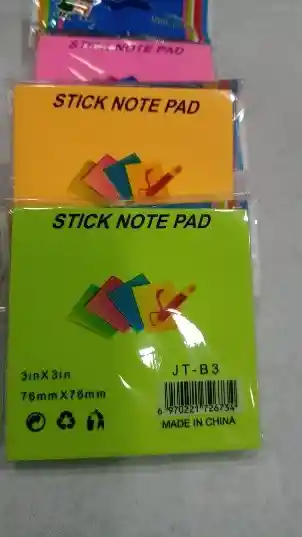 STICK NOTE PAD
STICK NOTE PAD
STICK NOTE PAD
3inX3in
76mmX76mm
JT-B3
6 970221 726734
MADE IN CHINA